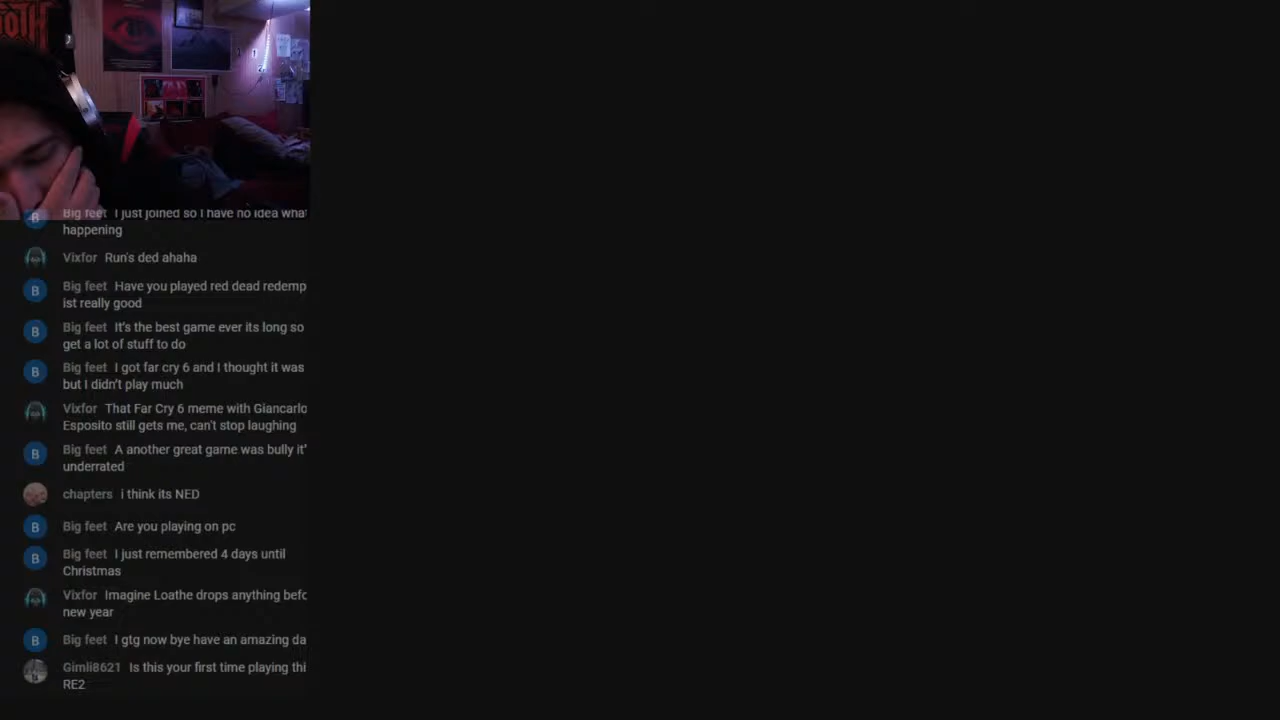 OTH
Big feet I just joined so I have no idea what
happening
Vixfor Run's ded ahaha
Big feet Have you played red dead redemp
ist really good
Big feet It's the best game ever its long so
get a lot of stuff to do
Big feet I got far cry 6 and I thought it was
but I didn't play much
Vixfor That Far Cry 6 meme with Giancarlo
Esposito still gets me, can't stop laughing
Big feet A another great game was bully it'
underrated
chapters i think its NED
Big feet Are you playing on pc
Big feet I just remembered 4 days until
Christmas
Vixfor Imagine Loathe drops anything befo
new year
Big feet I gtg now bye have an amazing da
Gimli8621 Is this your first time playing thi
RE2